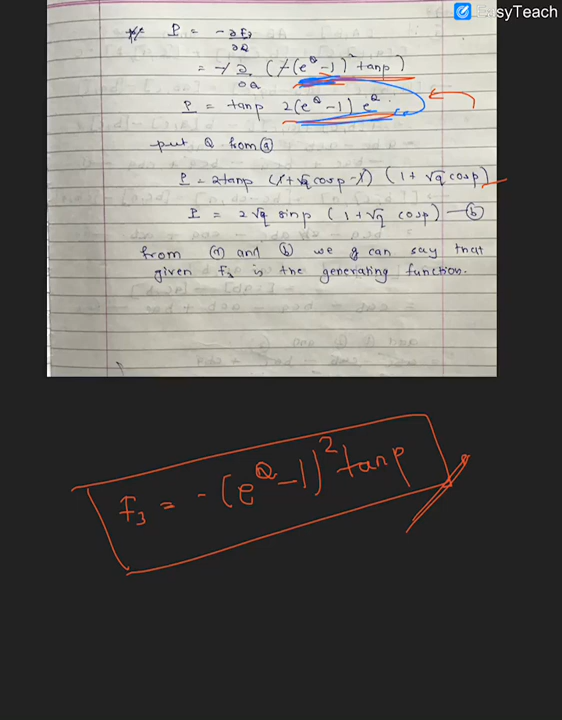 EasyTeach
P = -∂F₃/∂Q
= -∂/∂Q (-(e^Q-1)² tanp)
P = tanp 2(e^Q-1) e^Q
put Q from (a)
P = 2tanp (1+√q cosp-1) (1+√q cosp)
P = 2√q sinp (1+√q cosp) —(b)
from (a) and (b) we can say that
given f₃ is the generating function.
F₃ = -(e^Q-1)² tanp